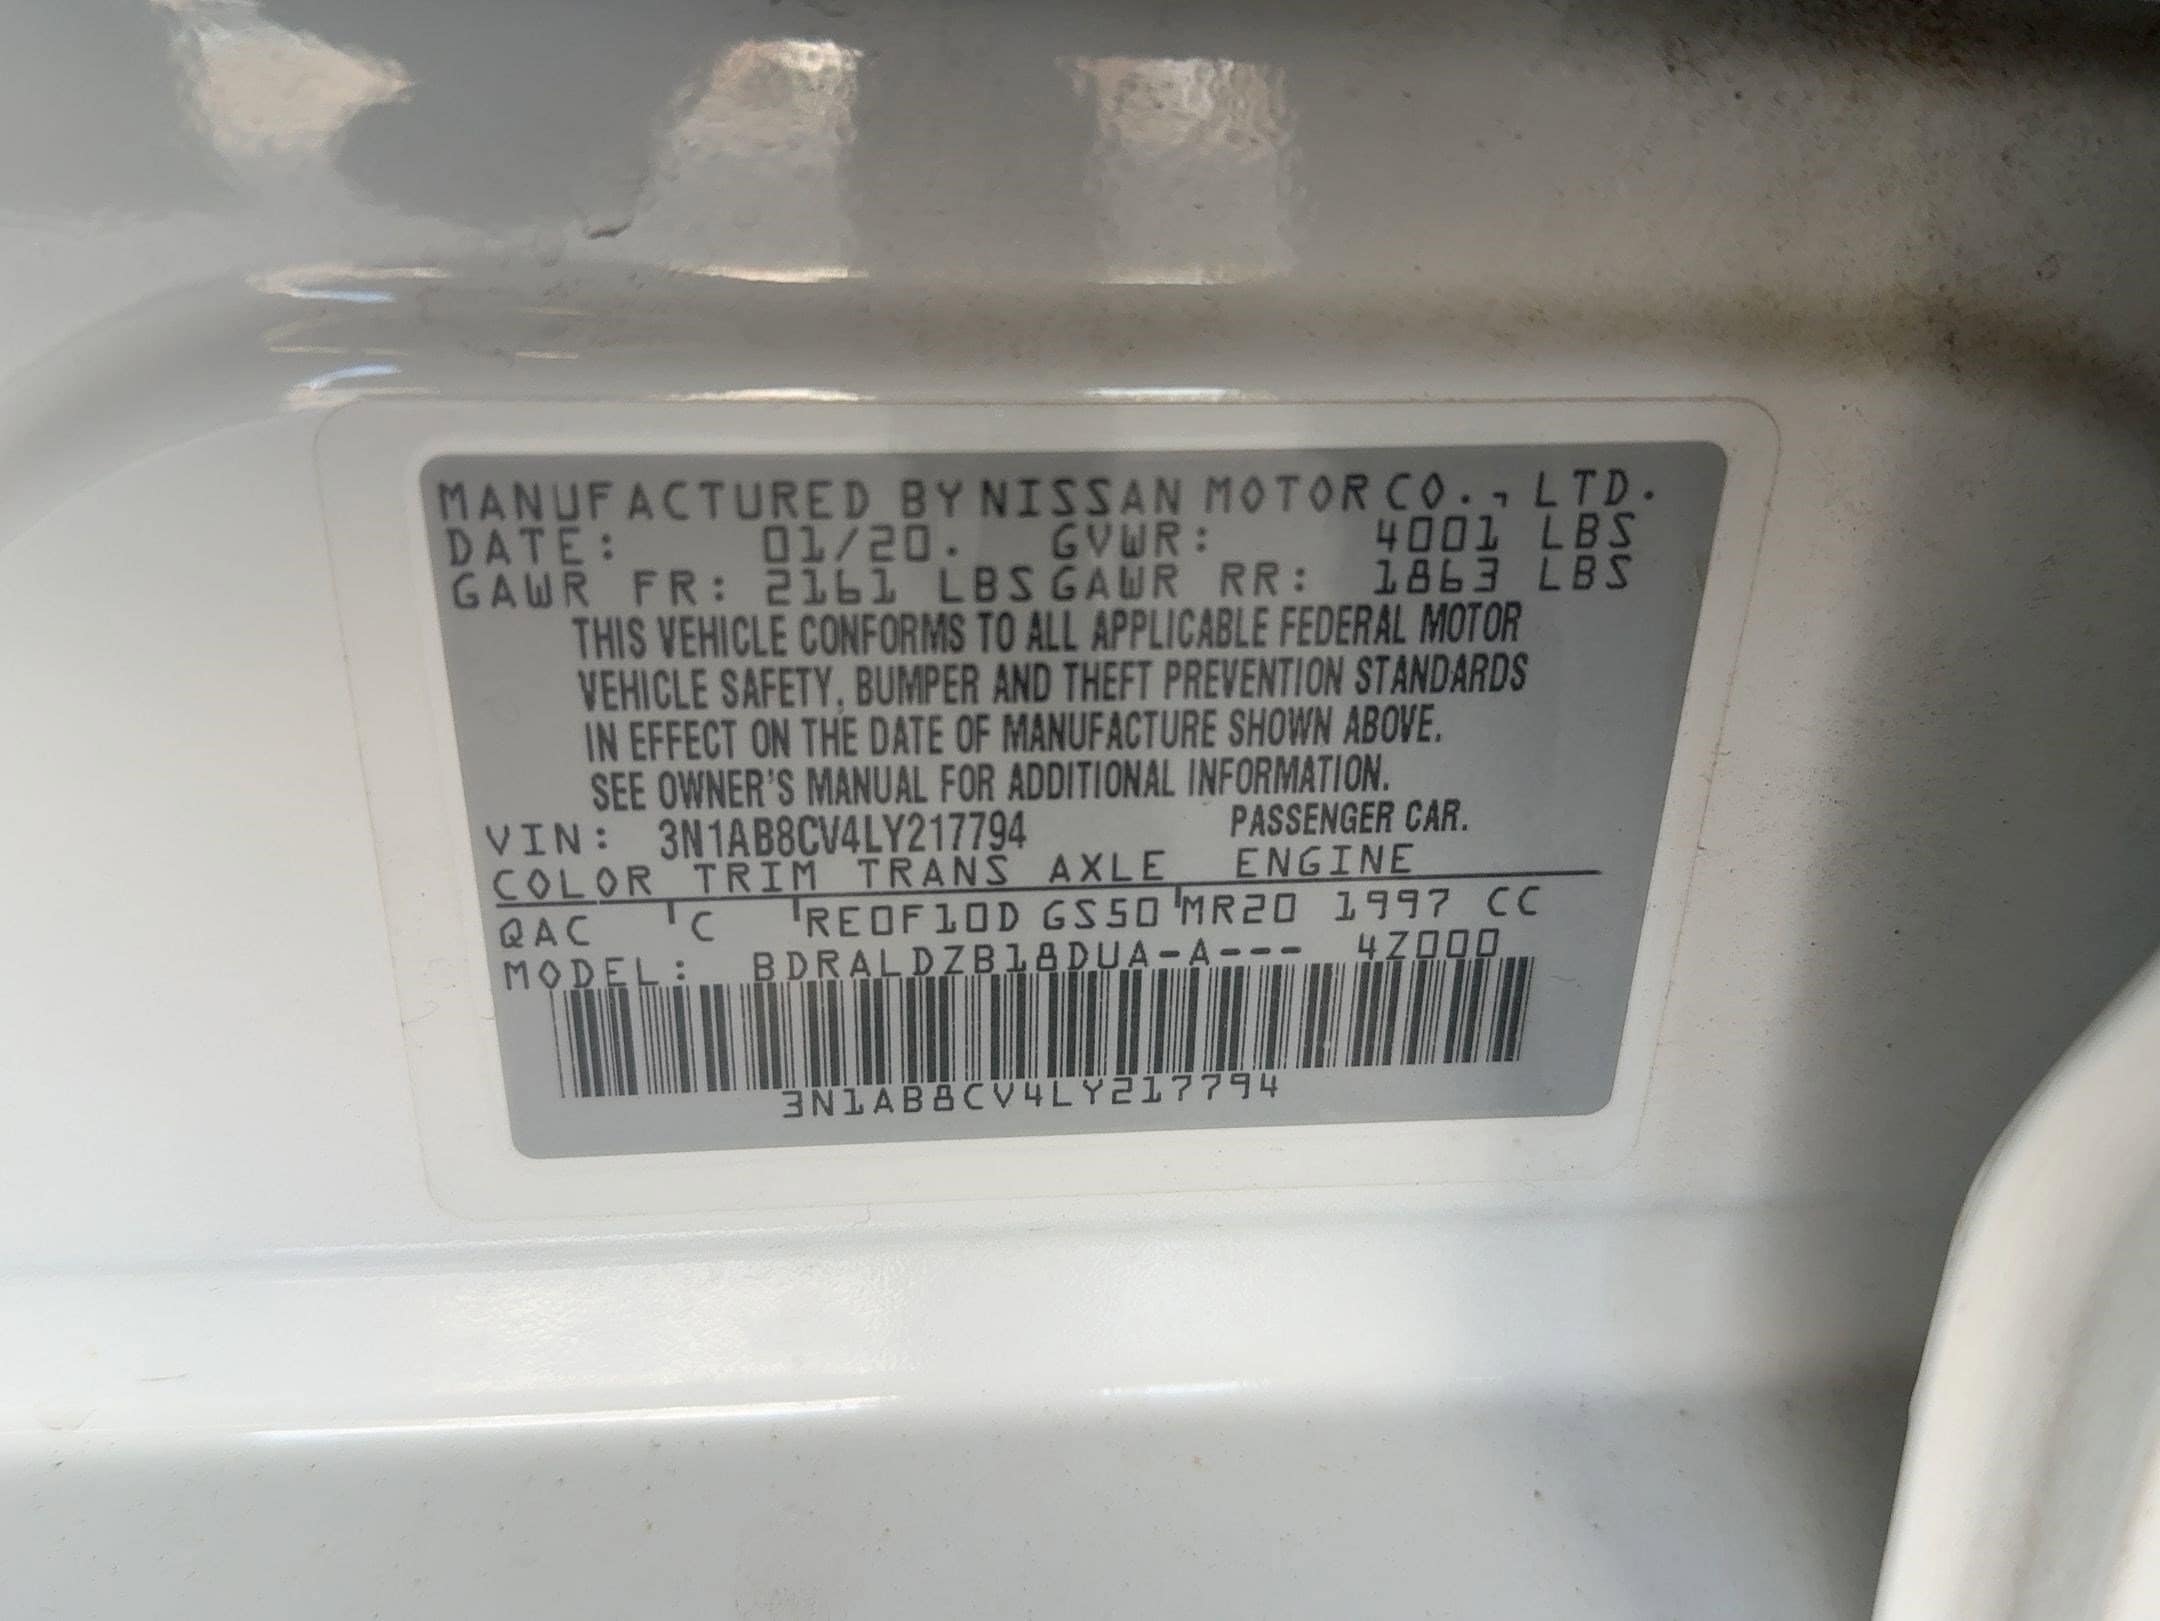 MANUFACTURED BY NISSAN MOTOR CO., LTD.
DATE: 01/20. GVWR: 4001 LBS
GAWR FR: 2161 LBS GAWR RR: 1863 LBS
THIS VEHICLE CONFORMS TO ALL APPLICABLE FEDERAL MOTOR
VEHICLE SAFETY, BUMPER AND THEFT PREVENTION STANDARDS
IN EFFECT ON THE DATE OF MANUFACTURE SHOWN ABOVE.
SEE OWNER'S MANUAL FOR ADDITIONAL INFORMATION.
VIN: 3N1AB8CV4LY217794 PASSENGER CAR.
COLOR TRIM TRANS AXLE ENGINE
QAC C RE0F10D GS50 MR20 1997 CC
MODEL: BDRALDZB18DUA-A--- 4Z000
3N1AB8CV4LY217794